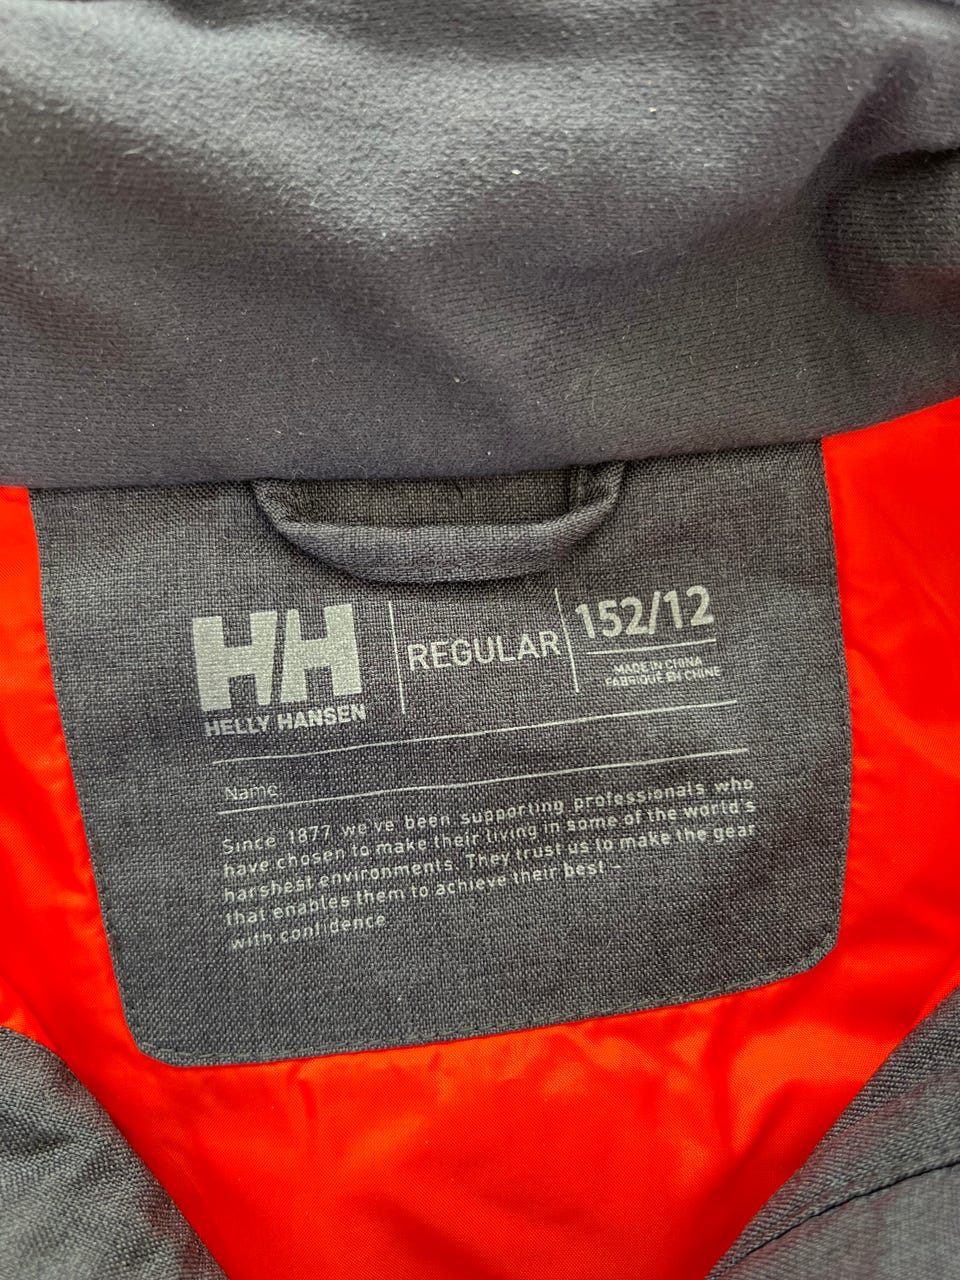 HH
HELLY HANSEN
REGULAR
152/12
MADE IN CHINA
FABRIQUÉ EN CHINE
Name
Since 1877 we've been supporting professionals who
have chosen to make their living in some of the world's
harshest environments. They trust us to make the gear
that enables them to achieve their best –
with confidence